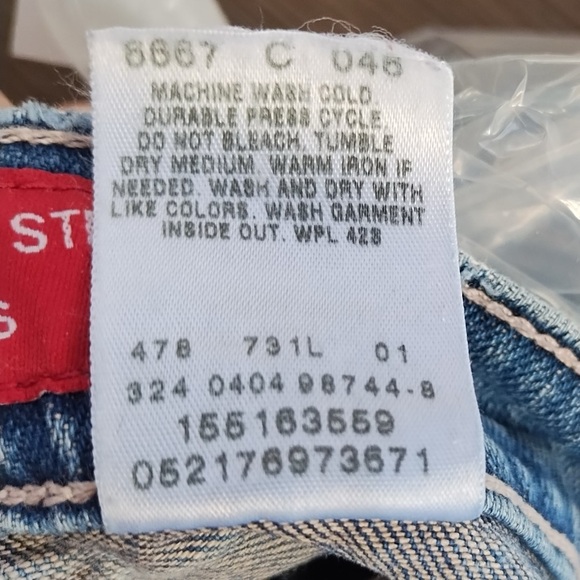 6667 C 046
MACHINE WASH COLD.
DURABLE PRESS CYCLE.
DO NOT BLEACH. TUMBLE
DRY MEDIUM. WARM IRON IF
NEEDED. WASH AND DRY WITH
LIKE COLORS. WASH GARMENT
INSIDE OUT. WPL 423
478 731L 01
324 0404 98744-8
155163559
052176973671